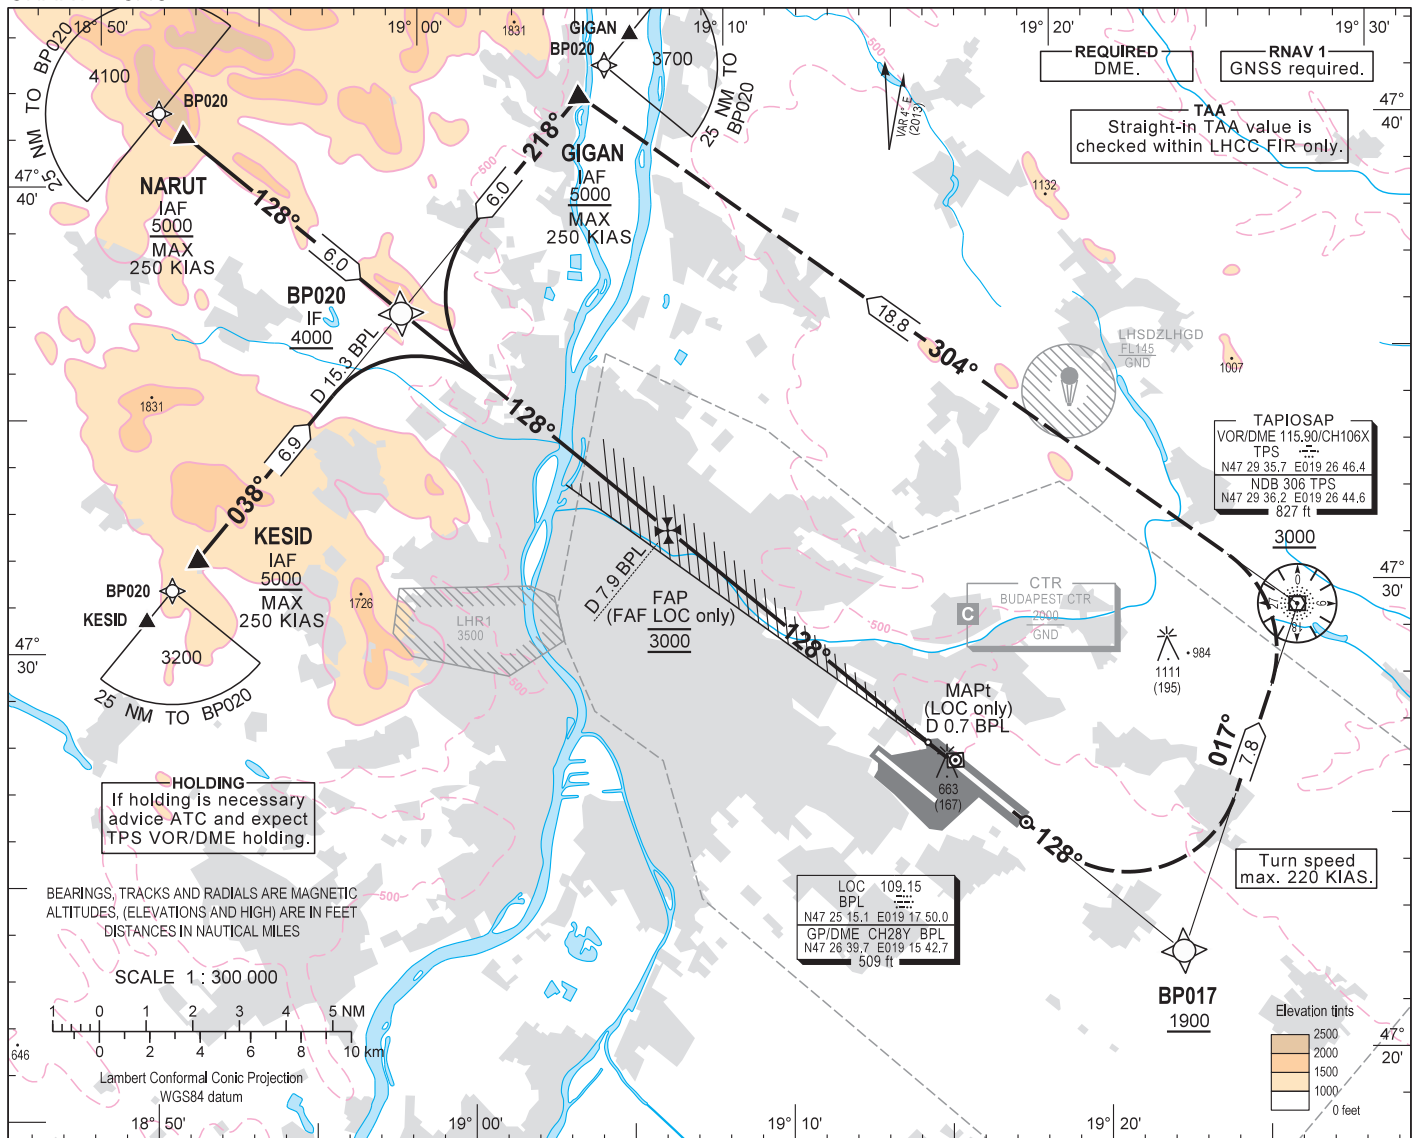 18° 50'
19° 00'
19° 10'
19° 20'
19° 30'
47°
40'
47°
40'
47°
30'
47°
30'
47°
20'
18° 50'
19° 00'
19° 10'
19° 20'
25 NM TO BP020
4100
BP020
1831
GIGAN
BP020
3700
25 NM TO
BP020
VAR 4° E
(2013)
REQUIRED
DME.
RNAV 1
GNSS required.
TAA
Straight-in TAA value is
checked within LHCC FIR only.
NARUT
IAF
5000
MAX
250 KIAS
128°
6.0
218°
6.0
GIGAN
IAF
5000
MAX
250 KIAS
500
500
1132
BP020
IF
4000
D 15.3 BPL
18.8
304°
LHSDZLHGD
FL145
GND
1007
1831
128°
6.9
038°
KESID
IAF
5000
MAX
250 KIAS
BP020
KESID
3200
25 NM TO BP020
1726
LHR1
3500
500
D 7.9 BPL
FAP
(FAF LOC only)
3000
128°
500
C
CTR
BUDAPEST CTR
2000
GND
TAPIOSAP
VOR/DME 115.90/CH106X
TPS
N47 29 35.7 E019 26 46.4
NDB 306 TPS
N47 29 36.2 E019 26 44.6
827 ft
3000
0
9
18
984
1111
(195)
MAPt
(LOC only)
D 0.7 BPL
663
(167)
017°
7.8
128°
HOLDING
If holding is necessary
advice ATC and expect
TPS VOR/DME holding.
Turn speed
max. 220 KIAS.
BEARINGS, TRACKS AND RADIALS ARE MAGNETIC
ALTITUDES, (ELEVATIONS AND HIGH) ARE IN FEET
DISTANCES IN NAUTICAL MILES
500
LOC 109.15
BPL
N47 25 15.1 E019 17 50.0
GP/DME CH28Y BPL
N47 26 39.7 E019 15 42.7
509 ft
SCALE 1 : 300 000
1 0 1 2 3 4 5 NM
0 2 4 6 8 10 km
646
Lambert Conformal Conic Projection
WGS84 datum
BP017
1900
Elevation tints
2500
2000
1500
1000
0 feet